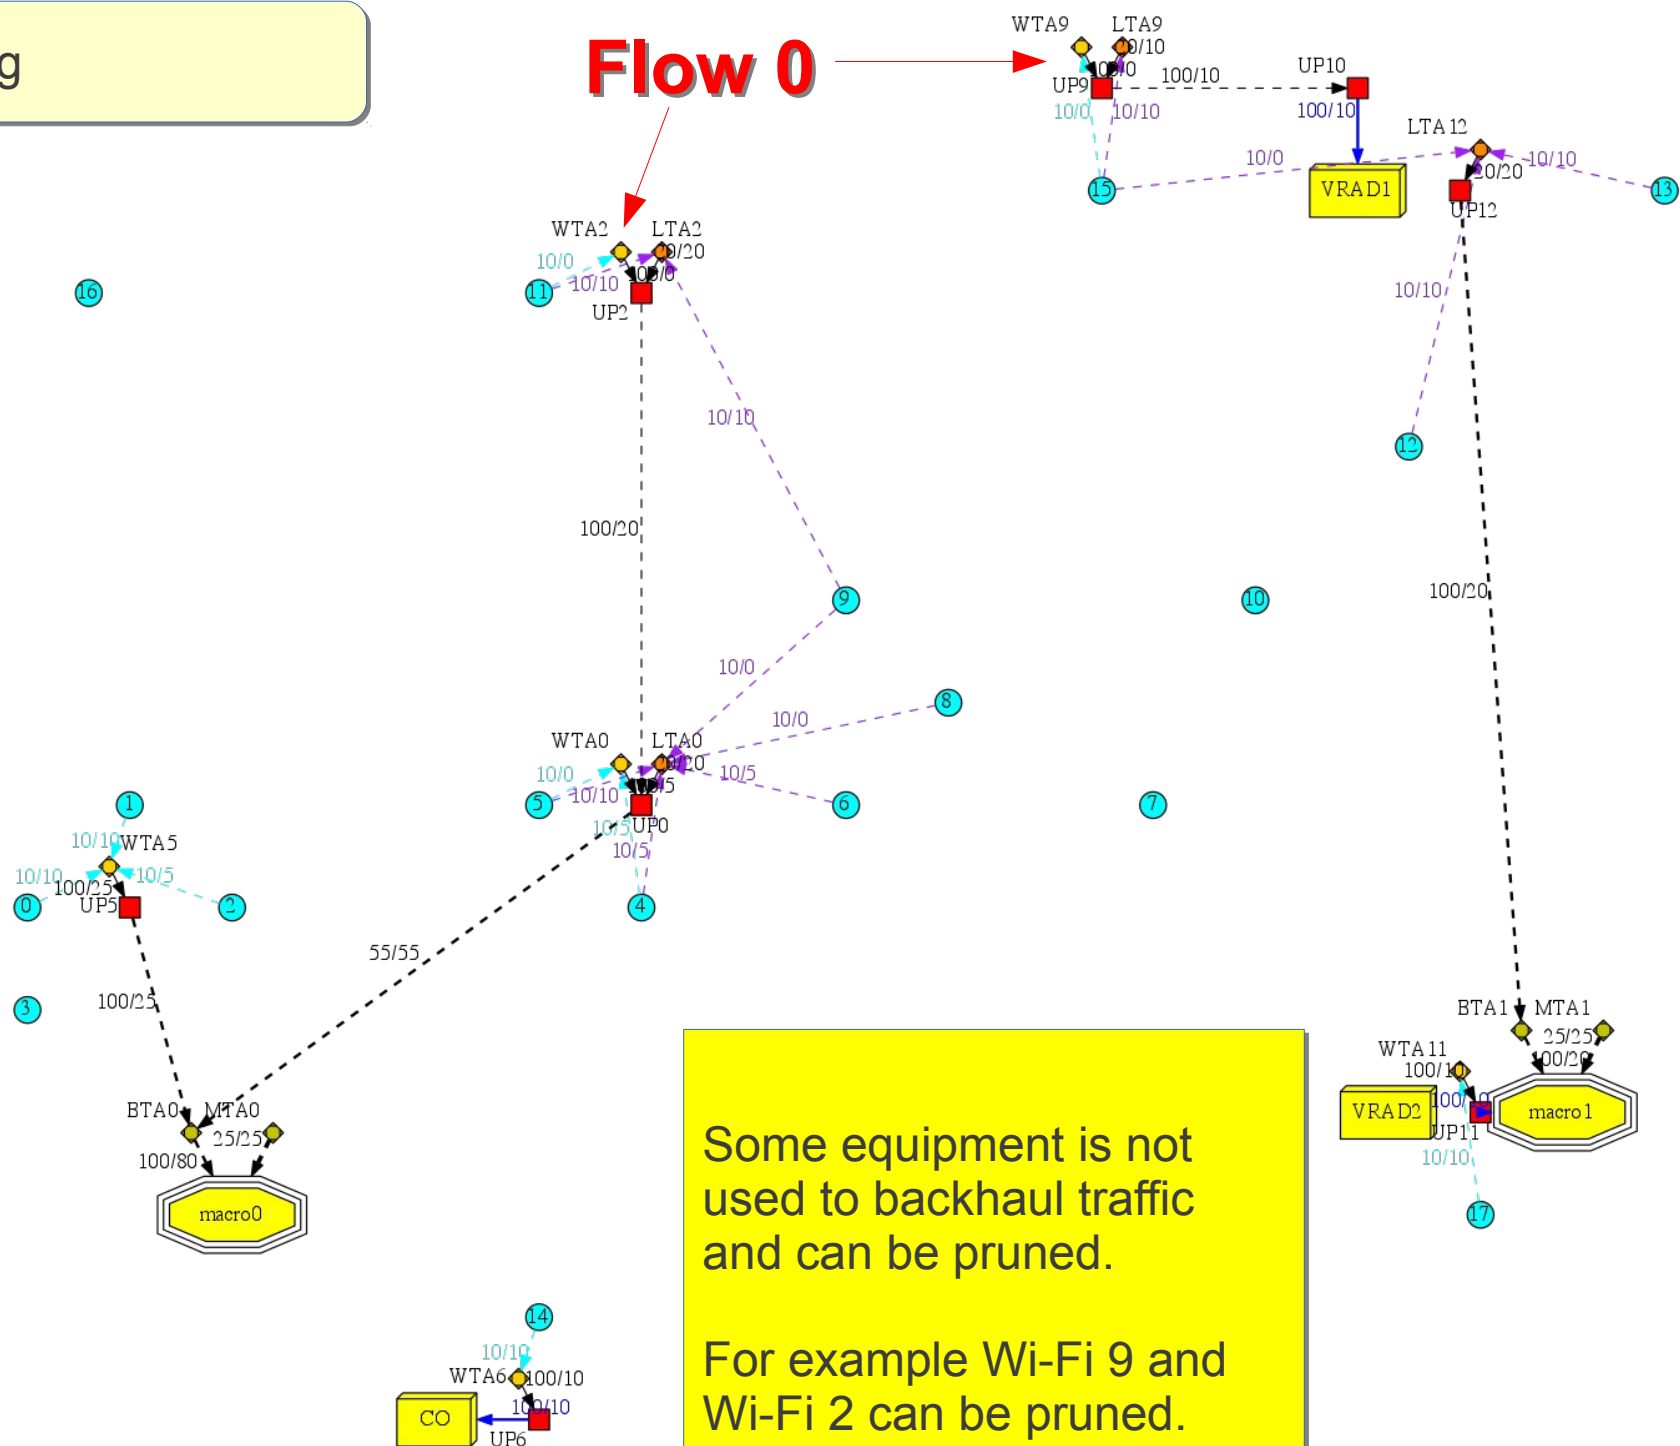 g
Flow 0
WTA9
LTA9
UP9
100/10
UP10
10/0
10/10
100/10
LTA12
VRAD1
10/0
10/10
15
13
UP12
WTA2
LTA2
10/0
10/10
16
11
UP2
10/10
12
10/10
100/20
100/20
9
10
10/0
8
10/0
WTA0
LTA0
10/0
10/10
10/5
5
6
7
UP0
10/5
10/5
1
10/10
WTA5
10/10
10/5
100/25
0
UP5
2
4
55/55
3
100/25
BTA1
MTA1
25/25
100/20
WTA11
100/10
VRAD2
macro1
UP11
10/10
17
BTA0
MTA0
25/25
100/80
macro0
Some equipment is not
used to backhaul traffic
and can be pruned.
For example Wi-Fi 9 and
Wi-Fi 2 can be pruned.
14
10/10
WTA6
100/10
100/10
CO
UP6